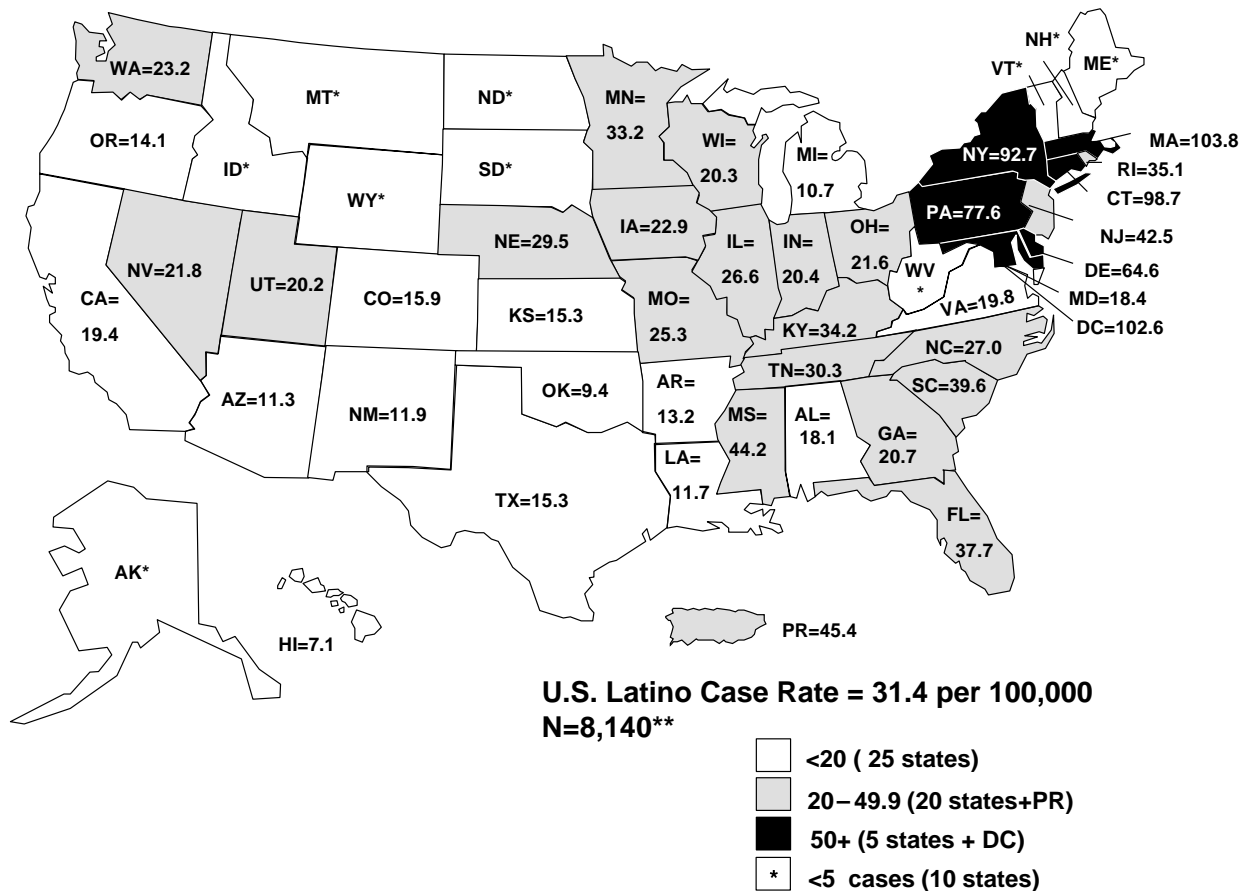 NH*
VT*
ME*
WA=23.2
MT*
ND*
MN=
33.2
OR=14.1
ID*
WY*
SD*
WI=
20.3
MI=
10.7
NY=92.7
MA=103.8
RI=35.1
CT=98.7
PA=77.6
NJ=42.5
DE=64.6
MD=18.4
DC=102.6
NV=21.8
UT=20.2
CO=15.9
NE=29.5
IA=22.9
IL=
26.6
IN=
20.4
OH=
21.6
WV
*
VA=19.8
CA=
19.4
KS=15.3
MO=
25.3
KY=34.2
NC=27.0
TN=30.3
SC=39.6
AZ=11.3
NM=11.9
OK=9.4
AR=
13.2
MS=
44.2
AL=
18.1
GA=
20.7
TX=15.3
LA=
11.7
FL=
37.7
AK*
HI=7.1
PR=45.4
U.S. Latino Case Rate = 31.4 per 100,000
N=8,140**
<20 ( 25 states)
20–49.9 (20 states+PR)
50+ (5 states + DC)
* <5 cases (10 states)